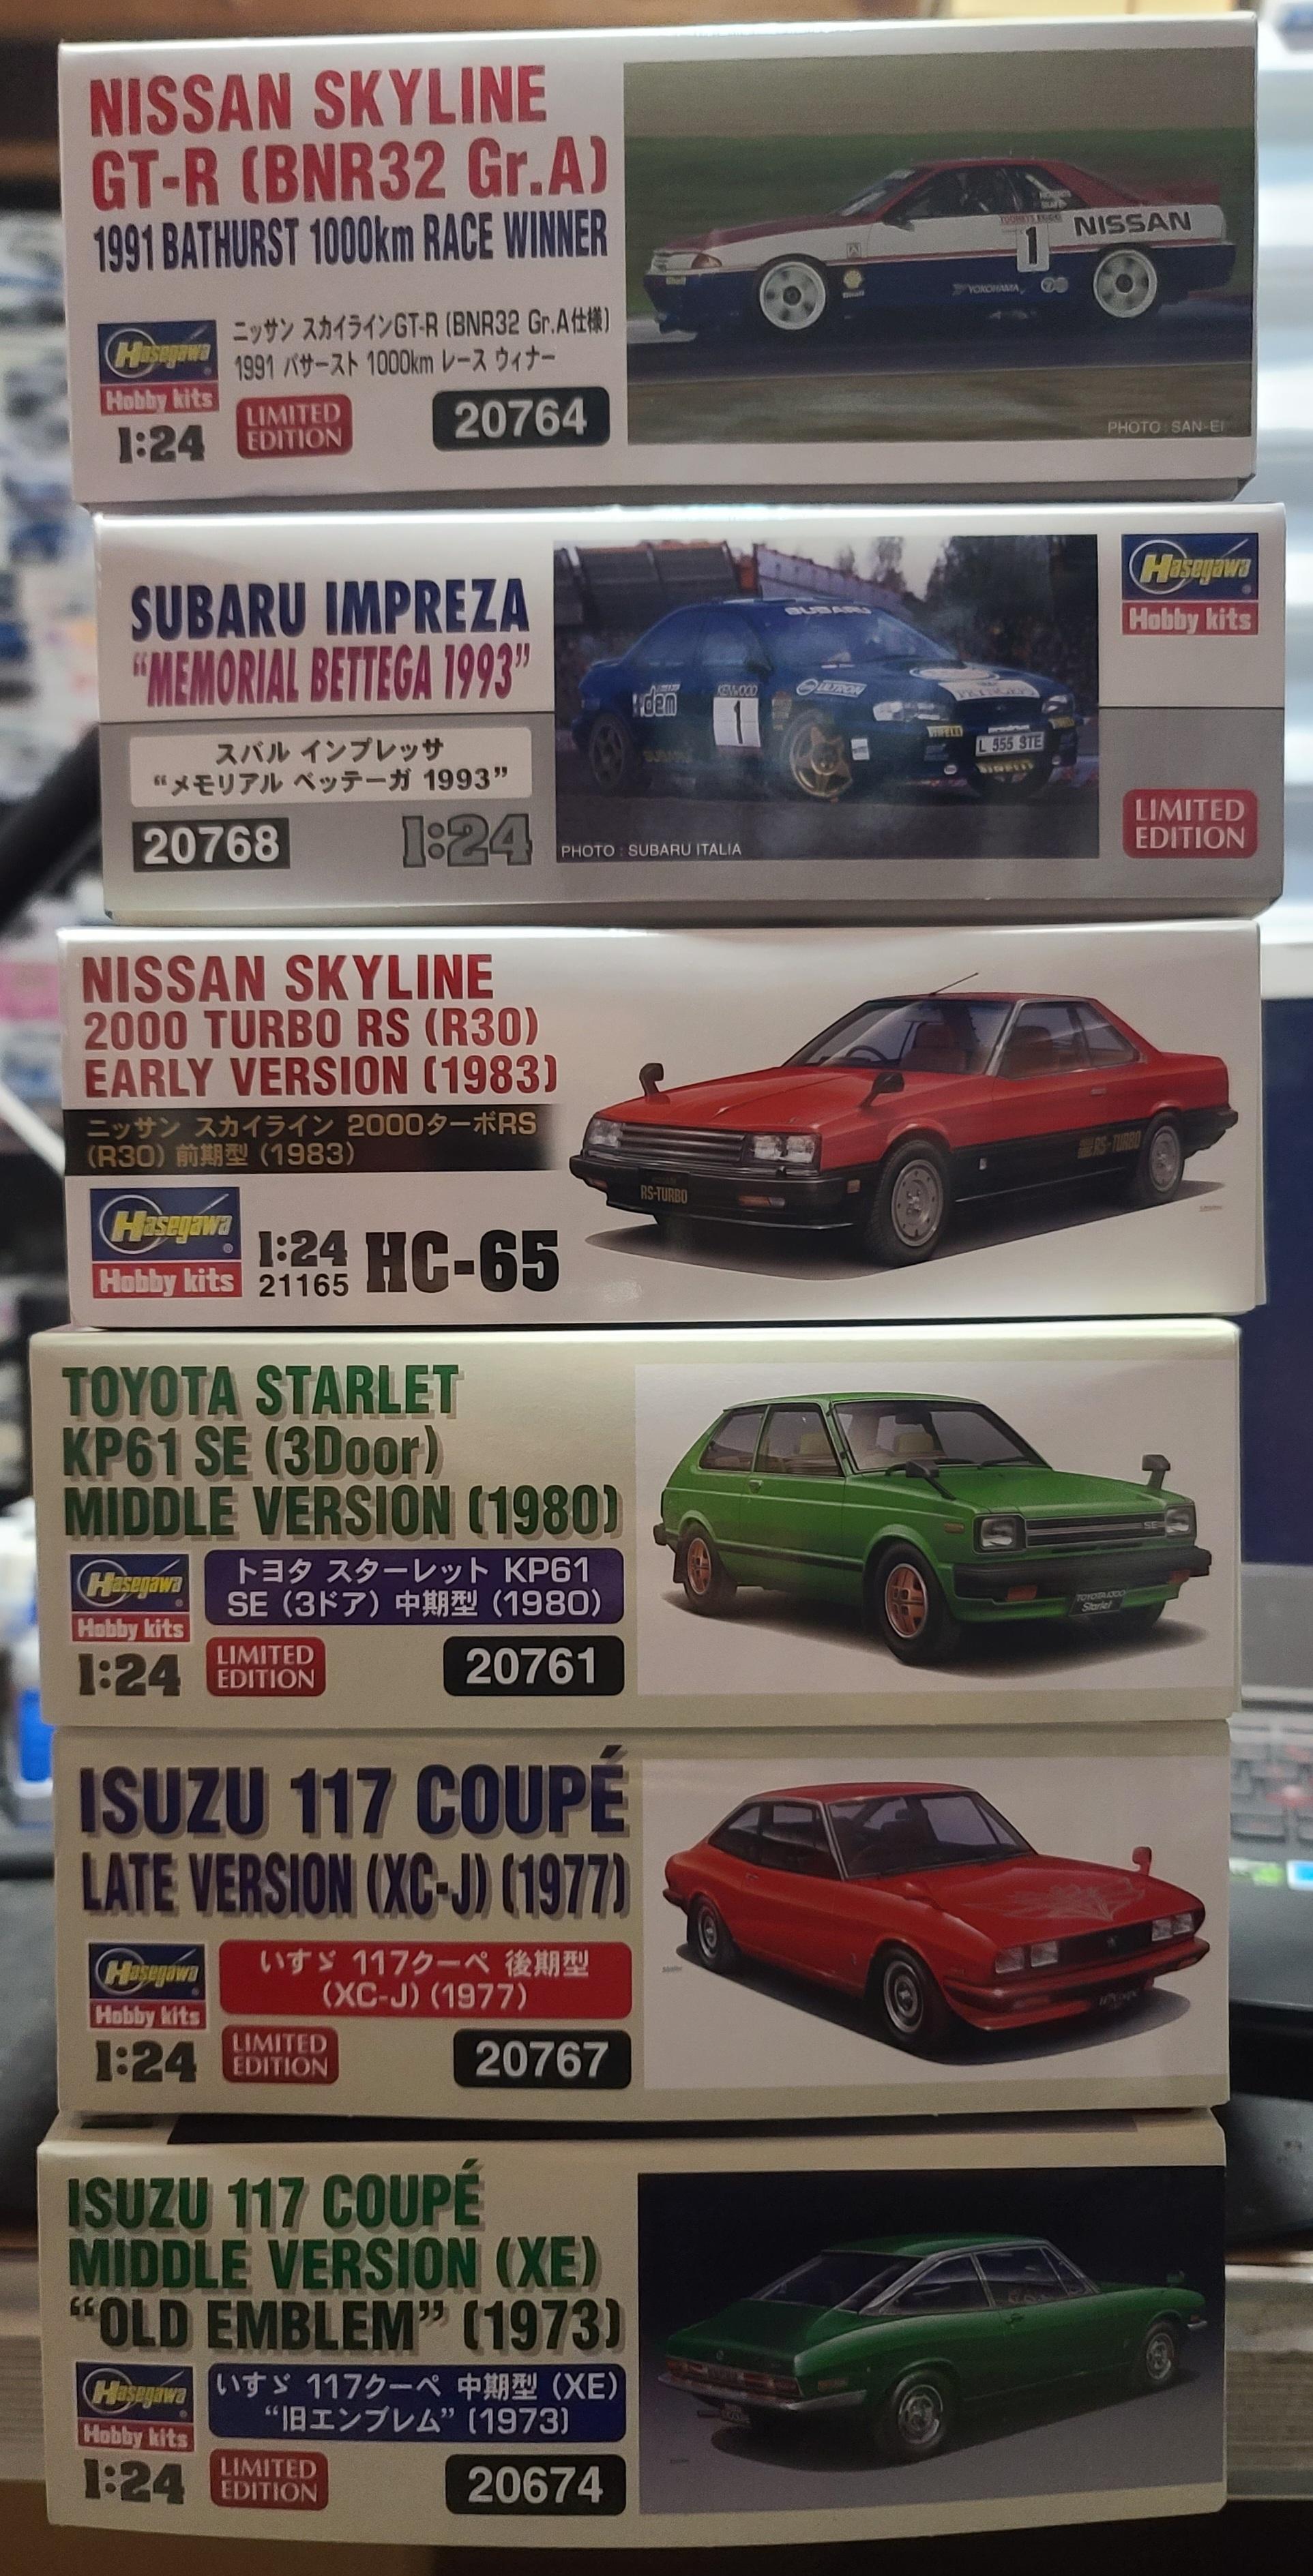 NISSAN SKYLINE
GT-R (BNR32 Gr.A)
1991 BATHURST 1000km RACE WINNER
ニッサン スカイラインGT-R (BNR32 Gr.A仕様)
1991 バサースト 1000km レース ウィナー
Hasegawa
Hobby kits
1:24
LIMITED
EDITION
20764
1
NISSAN
YOKOHAMA
PHOTO : SAN-EI
SUBARU IMPREZA
"MEMORIAL BETTEGA 1993"
スバル インプレッサ
"メモリアル ベッテーガ 1993"
20768
1:24
SUBARU
KENWOOD
1
ULTRON
L 555 STE
PIRELLI
PHOTO : SUBARU ITALIA
Hasegawa
Hobby kits
LIMITED
EDITION
NISSAN SKYLINE
2000 TURBO RS (R30)
EARLY VERSION (1983)
ニッサン スカイライン 2000ターボRS
(R30) 前期型 (1983)
Hasegawa
Hobby kits
1:24
21165
HC-65
RS-TURBO
RS-TURBO
TOYOTA STARLET
KP61 SE (3Door)
MIDDLE VERSION (1980)
Hasegawa
Hobby kits
トヨタ スターレット KP61
SE (3ドア) 中期型 (1980)
1:24
LIMITED
EDITION
20761
SE
Starlet
ISUZU 117 COUPÉ
LATE VERSION (XC-J) (1977)
Hasegawa
Hobby kits
いすゞ 117クーペ 後期型
(XC-J) (1977)
1:24
LIMITED
EDITION
20767
ISUZU 117 COUPÉ
MIDDLE VERSION (XE)
"OLD EMBLEM" (1973)
Hasegawa
Hobby kits
いすゞ 117クーペ 中期型 (XE)
"旧エンブレム" (1973)
1:24
LIMITED
EDITION
20674